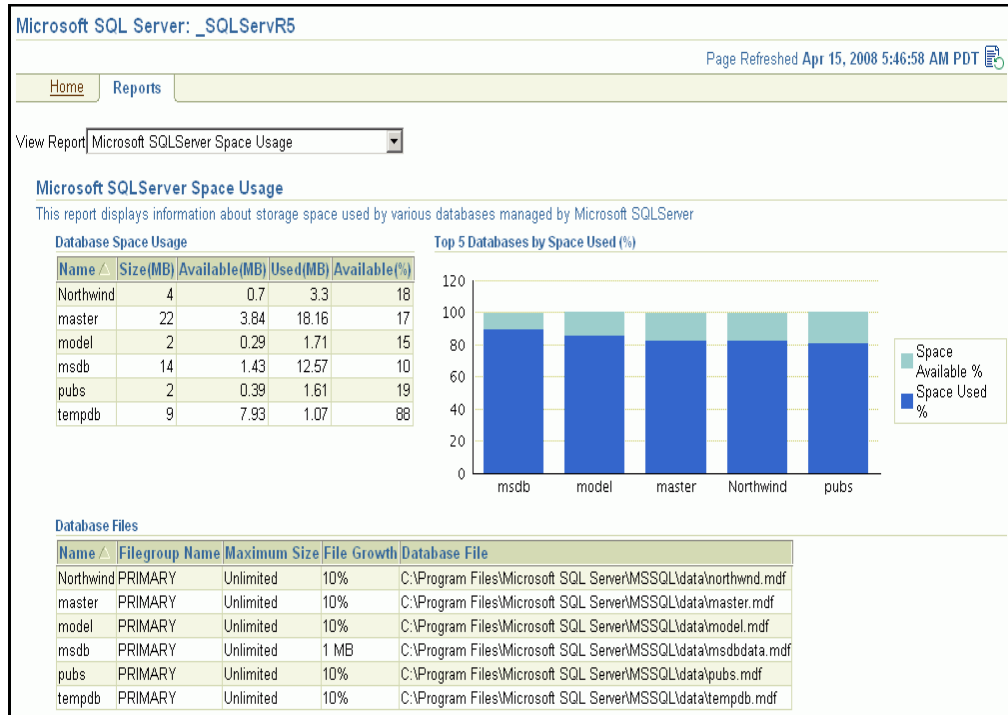 Microsoft SQL Server: _SQLServR5
Page Refreshed Apr 15, 2008 5:46:58 AM PDT
Home Reports
View Report Microsoft SQLServer Space Usage
Microsoft SQLServer Space Usage
This report displays information about storage space used by various databases managed by Microsoft SQLServer
Database Space Usage
Name Size(MB) Available(MB) Used(MB) Available(%)
Northwind 4 0.7 3.3 18
master 22 3.84 18.16 17
model 2 0.29 1.71 15
msdb 14 1.43 12.57 10
pubs 2 0.39 1.61 19
tempdb 9 7.93 1.07 88
Top 5 Databases by Space Used (%)
120
100
80
60
40
20
0
msdb model master Northwind pubs
Space
Available %
Space Used
%
Database Files
Name Filegroup Name Maximum Size File Growth Database File
Northwind PRIMARY Unlimited 10% C:\Program Files\Microsoft SQL Server\MSSQL\data\northwnd.mdf
master PRIMARY Unlimited 10% C:\Program Files\Microsoft SQL Server\MSSQL\data\master.mdf
model PRIMARY Unlimited 10% C:\Program Files\Microsoft SQL Server\MSSQL\data\model.mdf
msdb PRIMARY Unlimited 1 MB C:\Program Files\Microsoft SQL Server\MSSQL\data\msdbdata.mdf
pubs PRIMARY Unlimited 10% C:\Program Files\Microsoft SQL Server\MSSQL\data\pubs.mdf
tempdb PRIMARY Unlimited 10% C:\Program Files\Microsoft SQL Server\MSSQL\data\tempdb.mdf